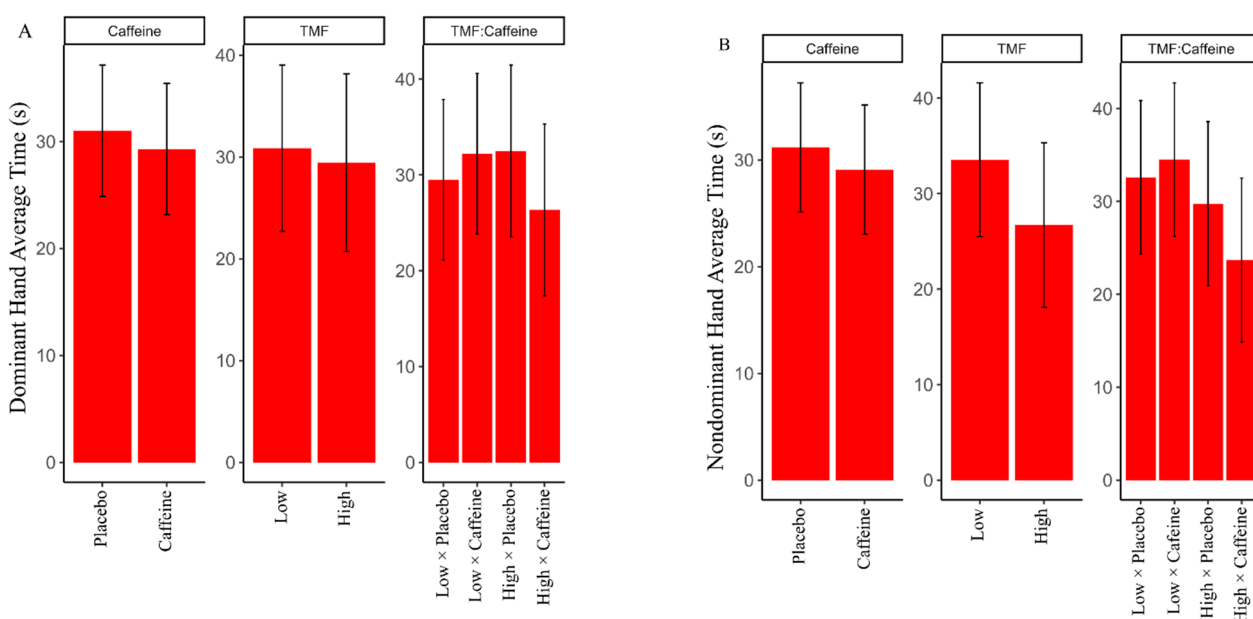 A
Caffeine
TMF
TMF:Caffeine
Dominant Hand Average Time (s)
30
20
10
0
40
30
20
10
0
40
30
20
10
0
Placebo
Caffeine
Low
High
Low × Placebo
Low × Caffeine
High × Placebo
High × Caffeine
B
Caffeine
TMF
TMF:Caffeine
Nondominant Hand Average Time (s)
30
20
10
0
40
30
20
10
0
40
30
20
10
0
Placebo
Caffeine
Low
High
Low × Placebo
Low × Cafeine
High × Placebo
High × Caffeine